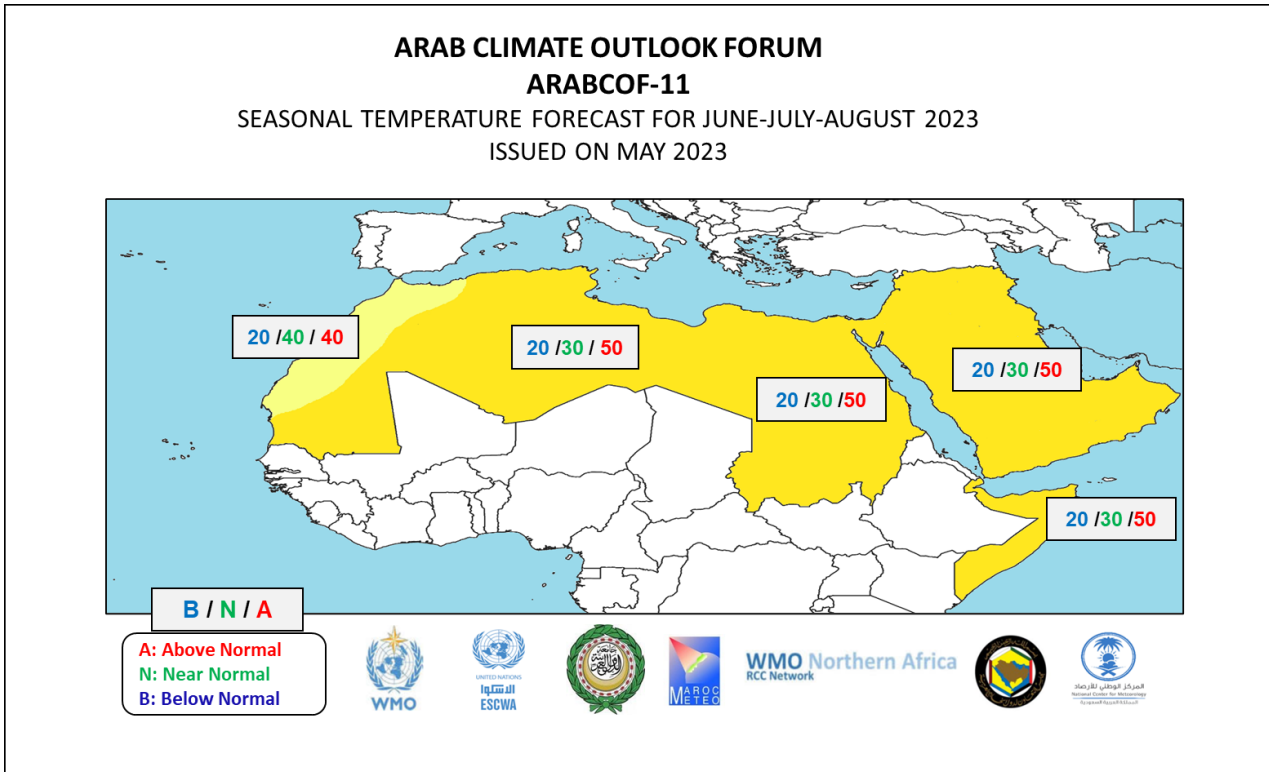 ARAB CLIMATE OUTLOOK FORUM
ARABCOF-11
SEASONAL TEMPERATURE FORECAST FOR JUNE-JULY-AUGUST 2023
ISSUED ON MAY 2023
20 /40 / 40
20 /30 / 50
20 /30 /50
20 /30 /50
20 /30 /50
B / N / A
A: Above Normal
N: Near Normal
B: Below Normal
WMO
UNITED NATIONS
الاسكوا
ESCWA
MAROC
METEO
WMO Northern Africa
RCC Network
المركز الوطني للأرصاد
National Center for Meteorology